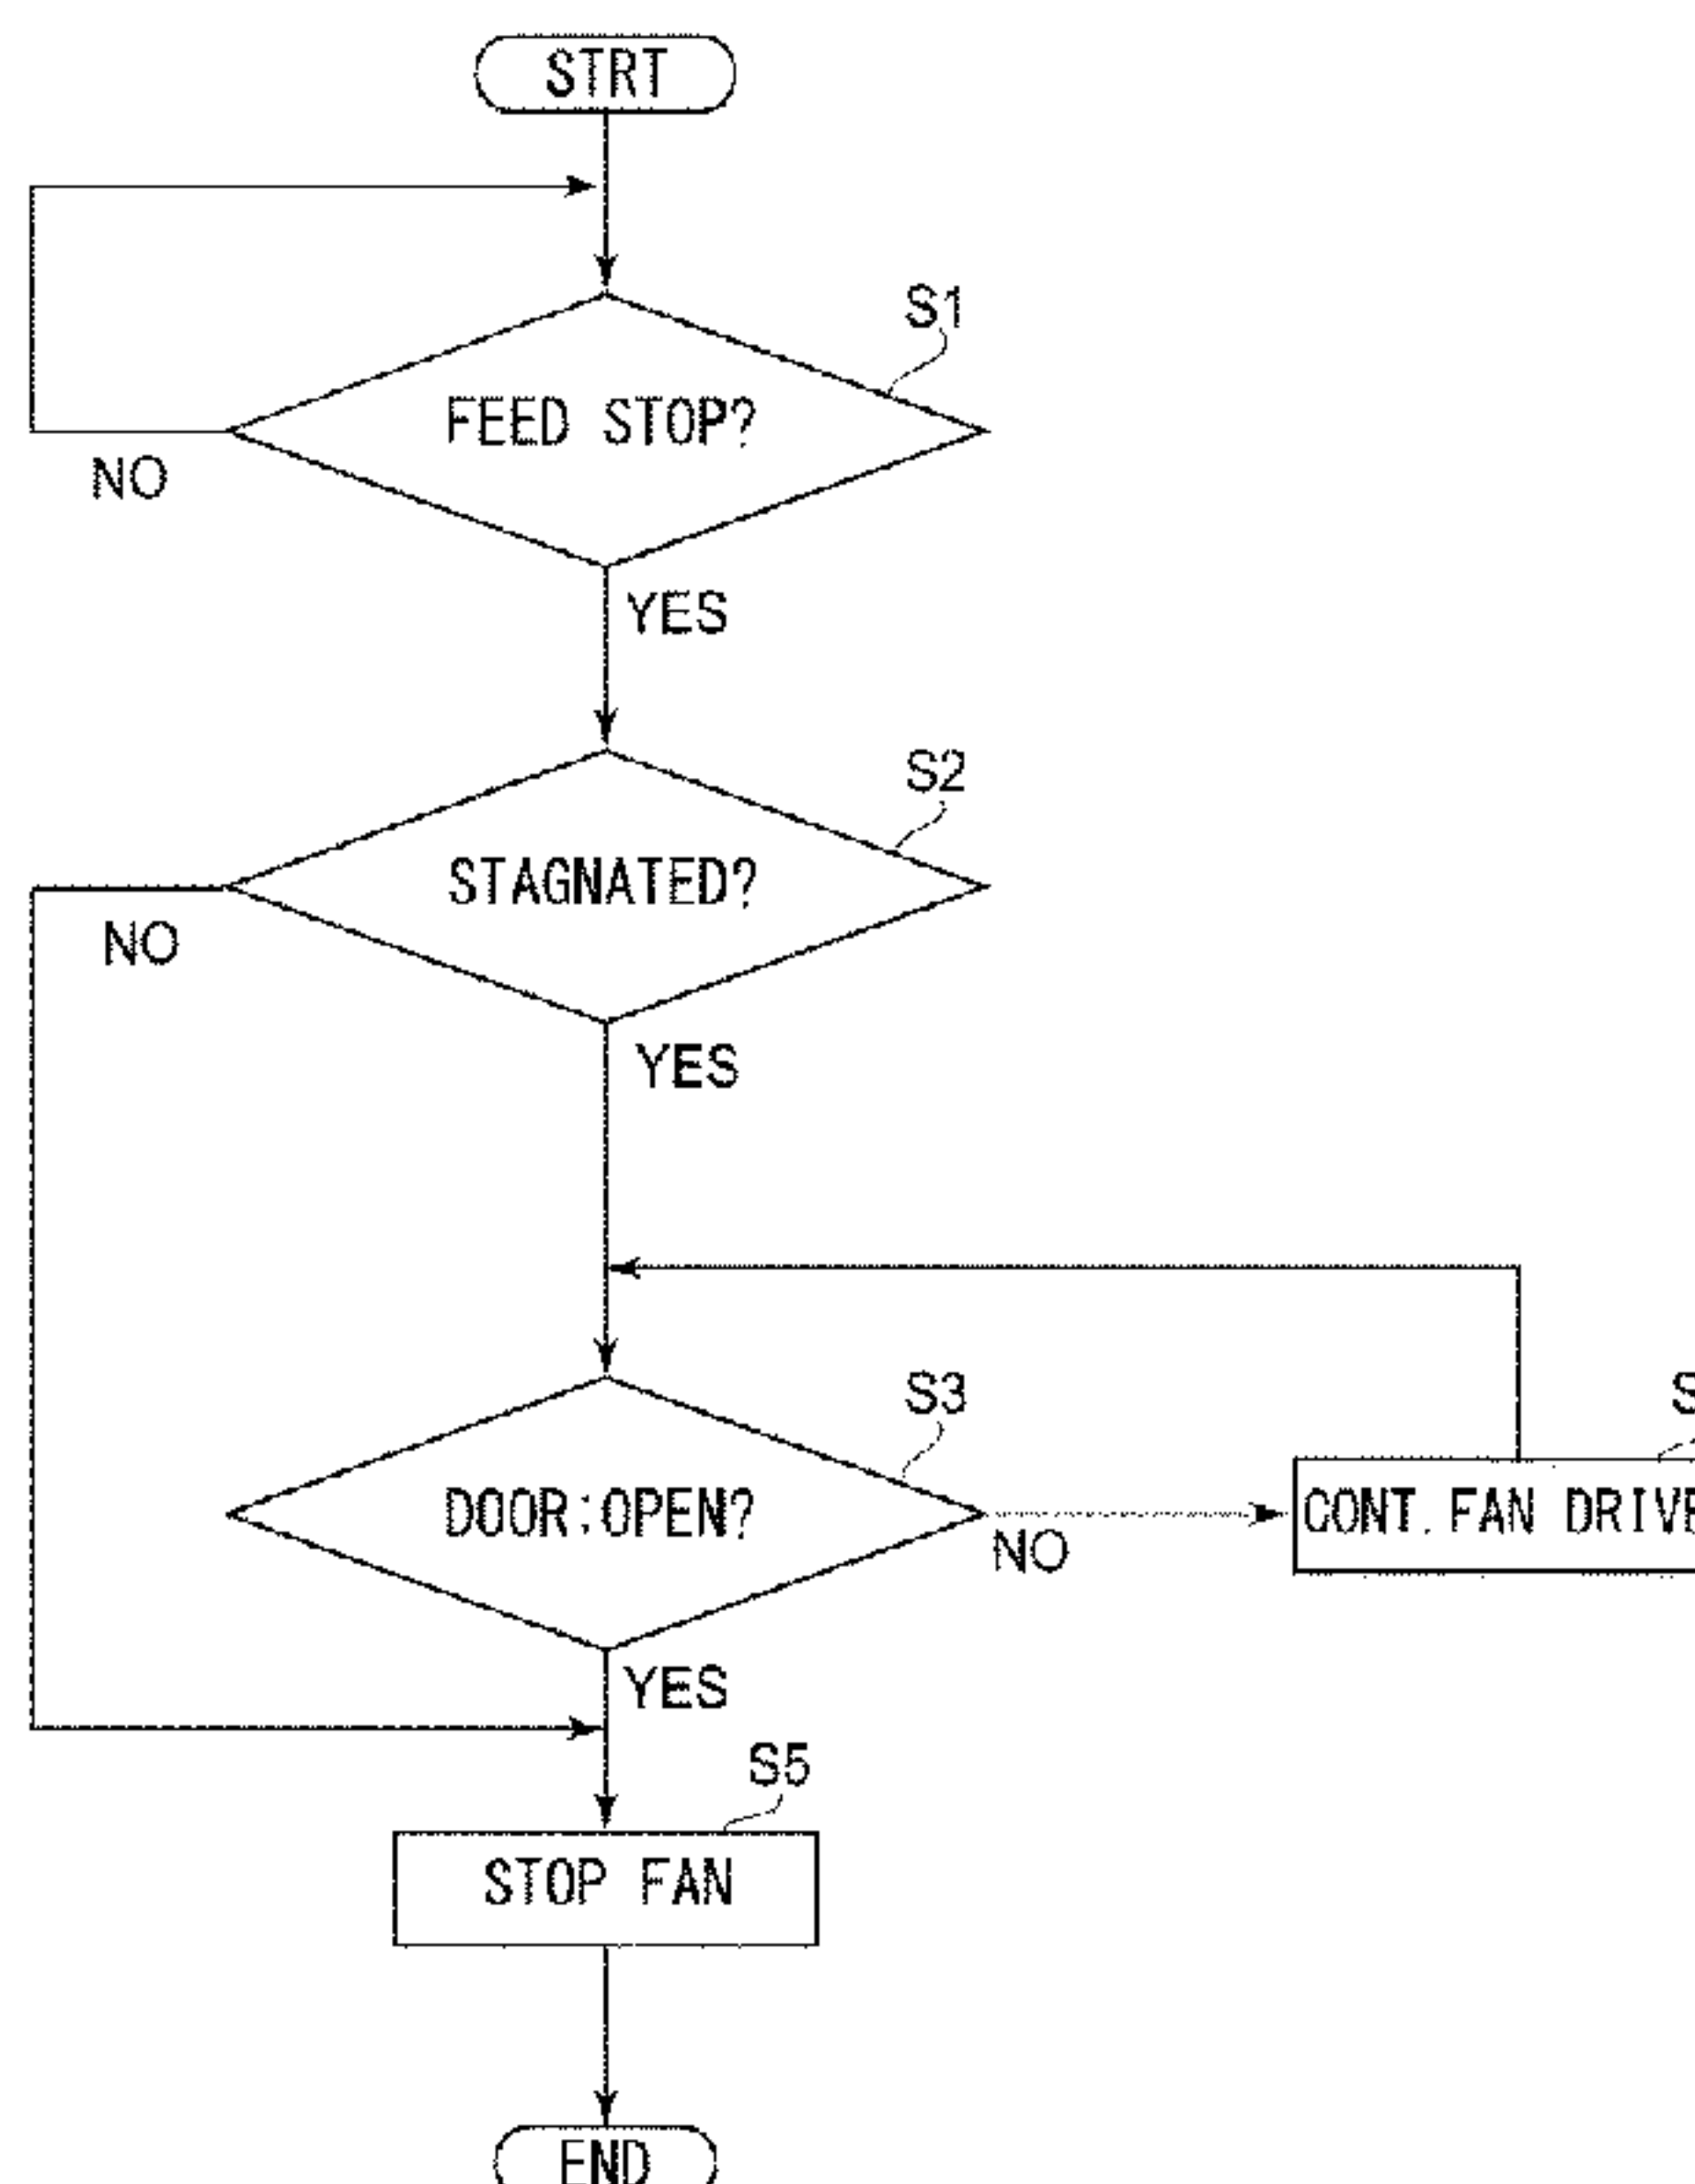 STRT
S1
FEED STOP?
NO
YES
S2
STAGNATED?
NO
YES
S3
DOOR:OPEN?
NO
CONT. FAN DRIVE
YES
S5
STOP FAN
END